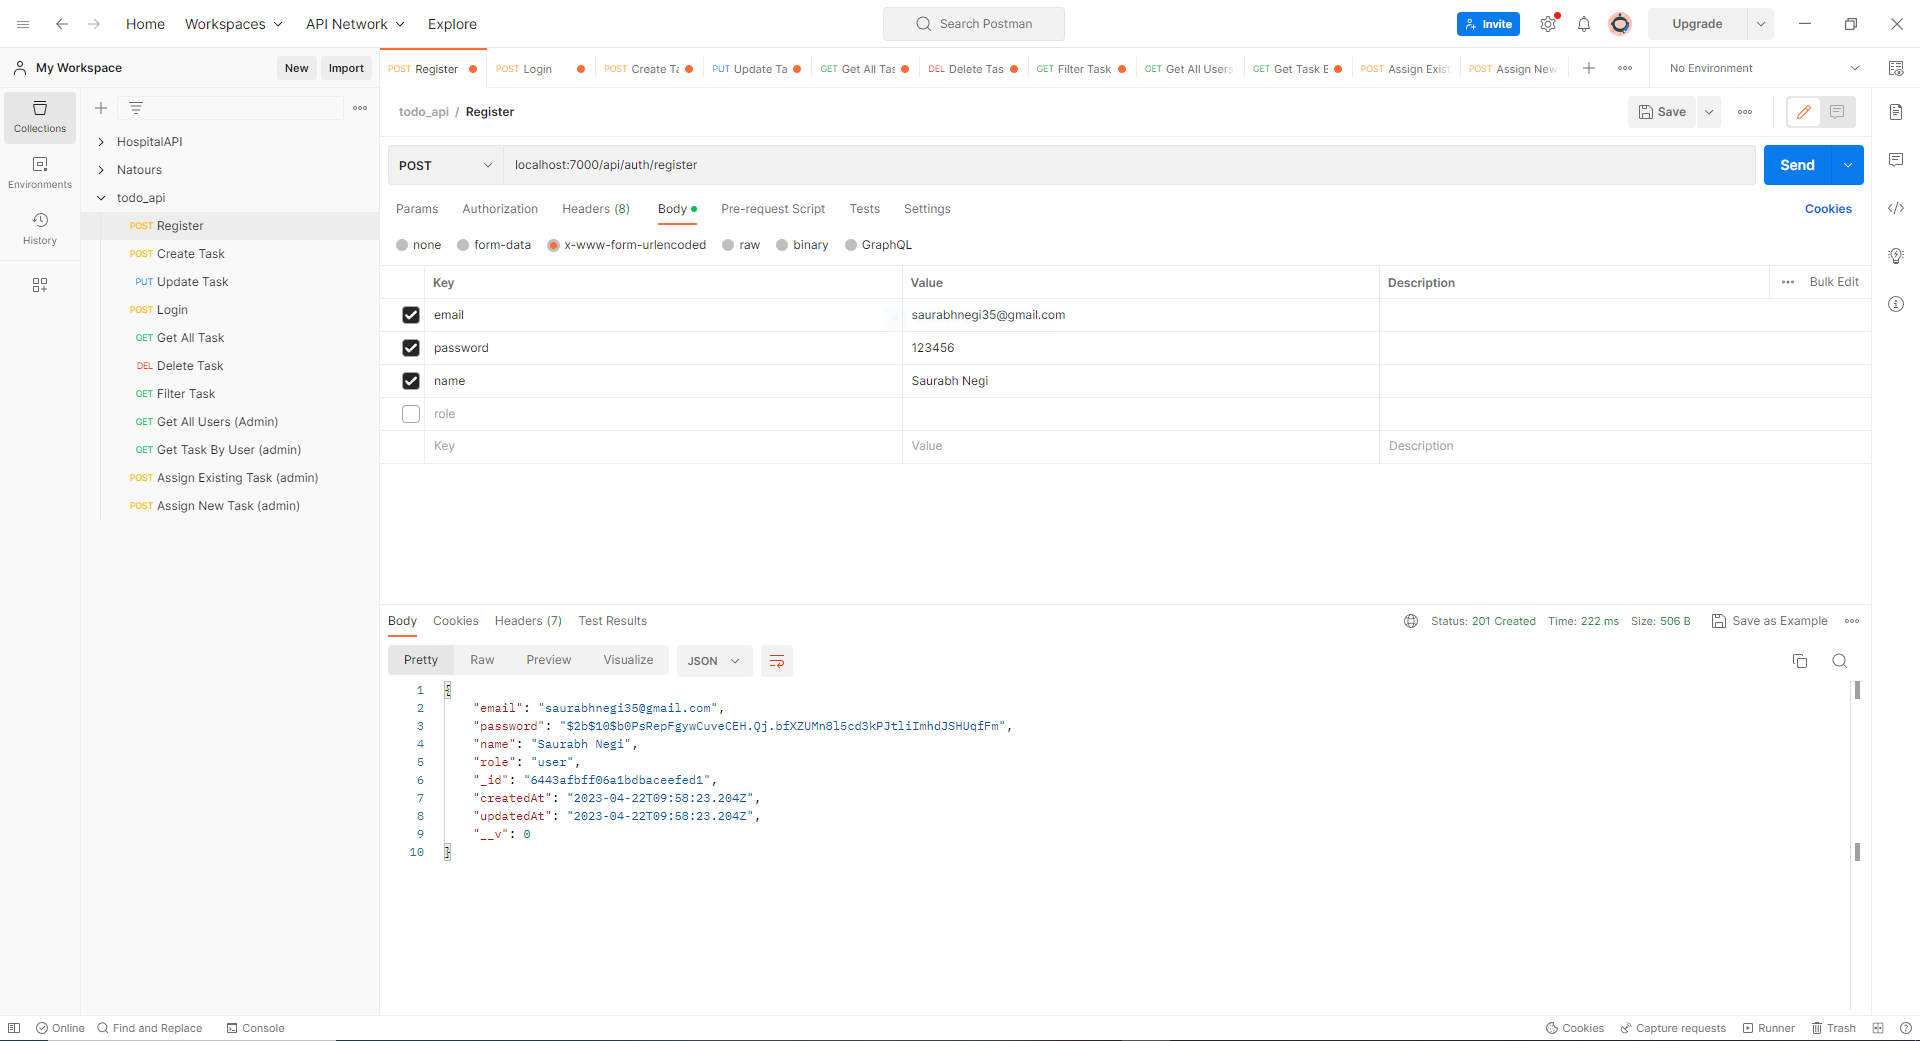 Home Workspaces API Network Explore Search Postman Invite Upgrade
My Workspace New Import POST Register POST Login POST Create Ta PUT Update Ta GET Get All Tas DEL Delete Tas GET Filter Task GET Get All Users GET Get Task B POST Assign Exis POST Assign New No Environment
Collections
Environments
History
HospitalAPI
Natours
todo_api
POST Register
POST Create Task
PUT Update Task
POST Login
GET Get All Task
DEL Delete Task
GET Filter Task
GET Get All Users (Admin)
GET Get Task By User (admin)
POST Assign Existing Task (admin)
POST Assign New Task (admin)
todo_api / Register Save
POST localhost:7000/api/auth/register Send
Params Authorization Headers (8) Body Pre-request Script Tests Settings Cookies
none form-data x-www-form-urlencoded raw binary GraphQL
Key Value Description Bulk Edit
email saurabhnegi35@gmail.com
password 123456
name Saurabh Negi
role
Key Value Description
Body Cookies Headers (7) Test Results Status: 201 Created Time: 222 ms Size: 506 B Save as Example
Pretty Raw Preview Visualize JSON
1 {
2 "email": "saurabhnegi35@gmail.com",
3 "password": "$2b$10$b0PsRepFgywCuveCEH.Qj.bfXZUMn8l5cd3kPJtliImhdJSHUqfFm",
4 "name": "Saurabh Negi",
5 "role": "user",
6 "_id": "6443afbff06a1bdbaceefed1",
7 "createdAt": "2023-04-22T09:58:23.204Z",
8 "updatedAt": "2023-04-22T09:58:23.204Z",
9 "__v": 0
10 }
Online Find and Replace Console Cookies Capture requests Runner Trash